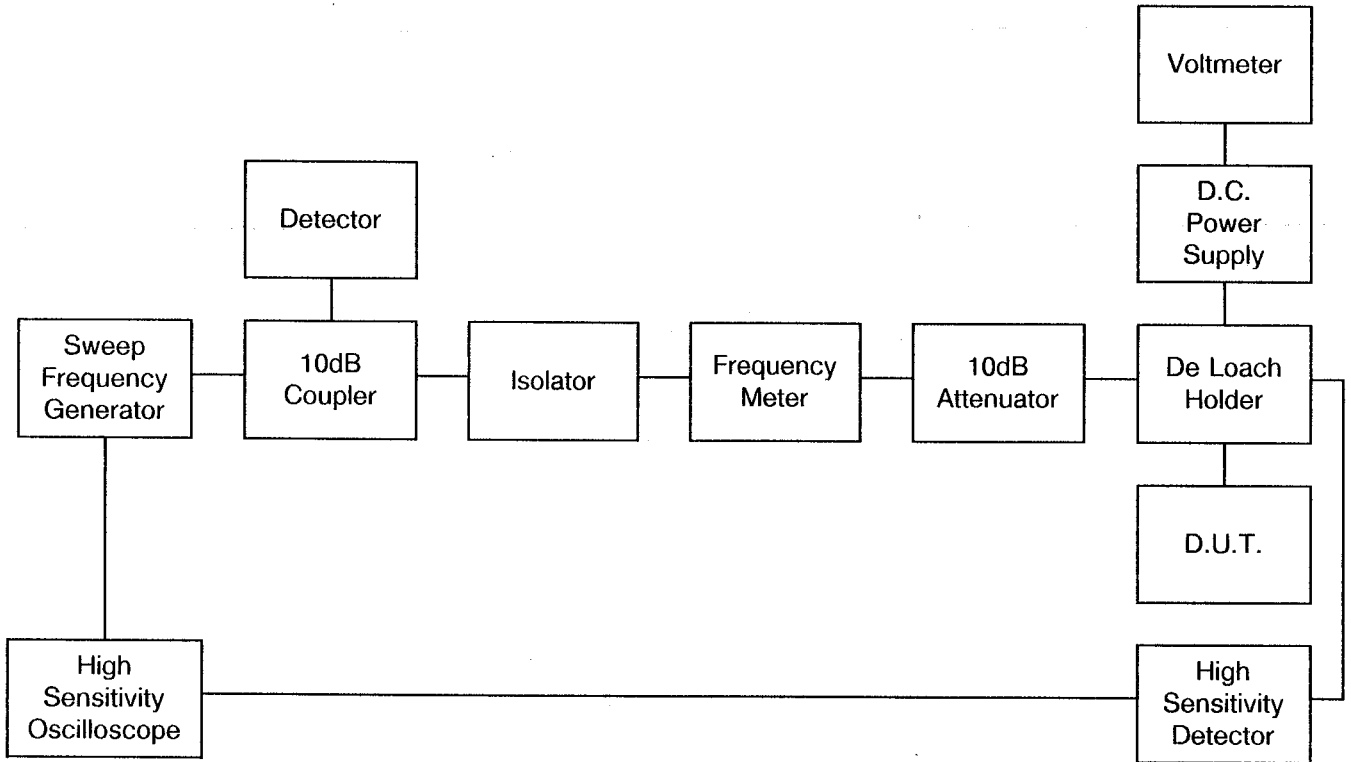 Voltmeter
D.C.
Power
Supply
Detector
Sweep
Frequency
Generator
10dB
Coupler
Isolator
Frequency
Meter
10dB
Attenuator
De Loach
Holder
D.U.T.
High
Sensitivity
Oscilloscope
High
Sensitivity
Detector